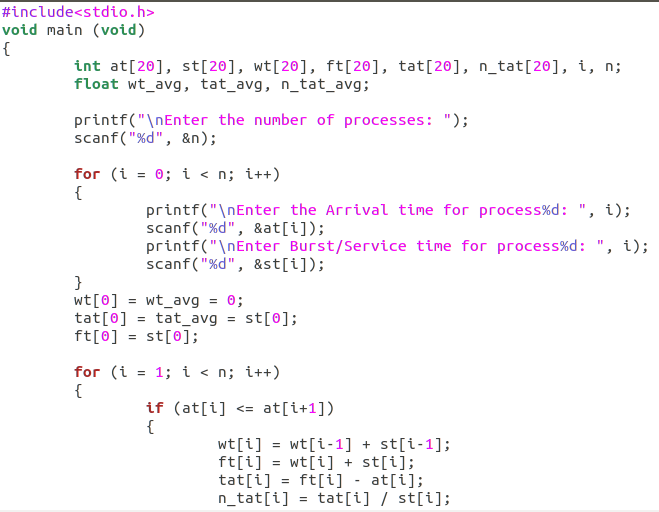 #include<stdio.h>
void main (void)
{
        int at[20], st[20], wt[20], ft[20], tat[20], n_tat[20], i, n;
        float wt_avg, tat_avg, n_tat_avg;

        printf("\nEnter the number of processes: ");
        scanf("%d", &n);

        for (i = 0; i < n; i++)
        {
                printf("\nEnter the Arrival time for process%d: ", i);
                scanf("%d", &at[i]);
                printf("\nEnter Burst/Service time for process%d: ", i);
                scanf("%d", &st[i]);
        }
        wt[0] = wt_avg = 0;
        tat[0] = tat_avg = st[0];
        ft[0] = st[0];

        for (i = 1; i < n; i++)
        {
                if (at[i] <= at[i+1])
                {
                        wt[i] = wt[i-1] + st[i-1];
                        ft[i] = wt[i] + st[i];
                        tat[i] = ft[i] - at[i];
                        n_tat[i] = tat[i] / st[i];